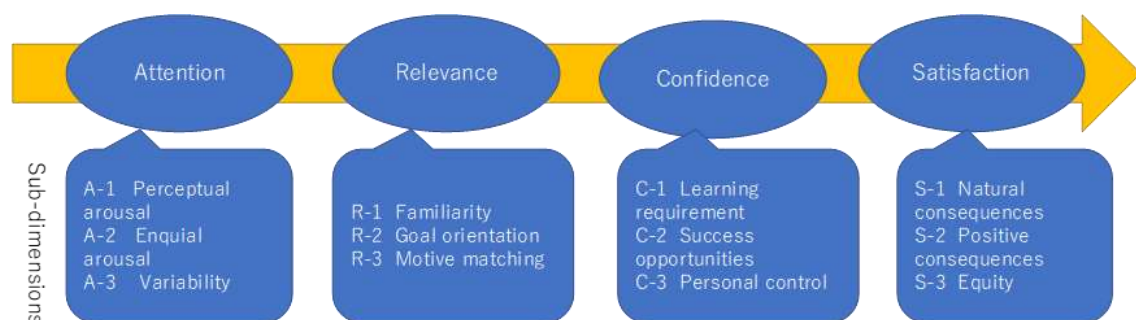 Attention
Relevance
Confidence
Satisfaction
Sub-dimensions
A-1 Perceptual
arousal
A-2 Enquial
arousal
A-3 Variability
R-1 Familiarity
R-2 Goal orientation
R-3 Motive matching
C-1 Learning
requirement
C-2 Success
opportunities
C-3 Personal control
S-1 Natural
consequences
S-2 Positive
consequences
S-3 Equity